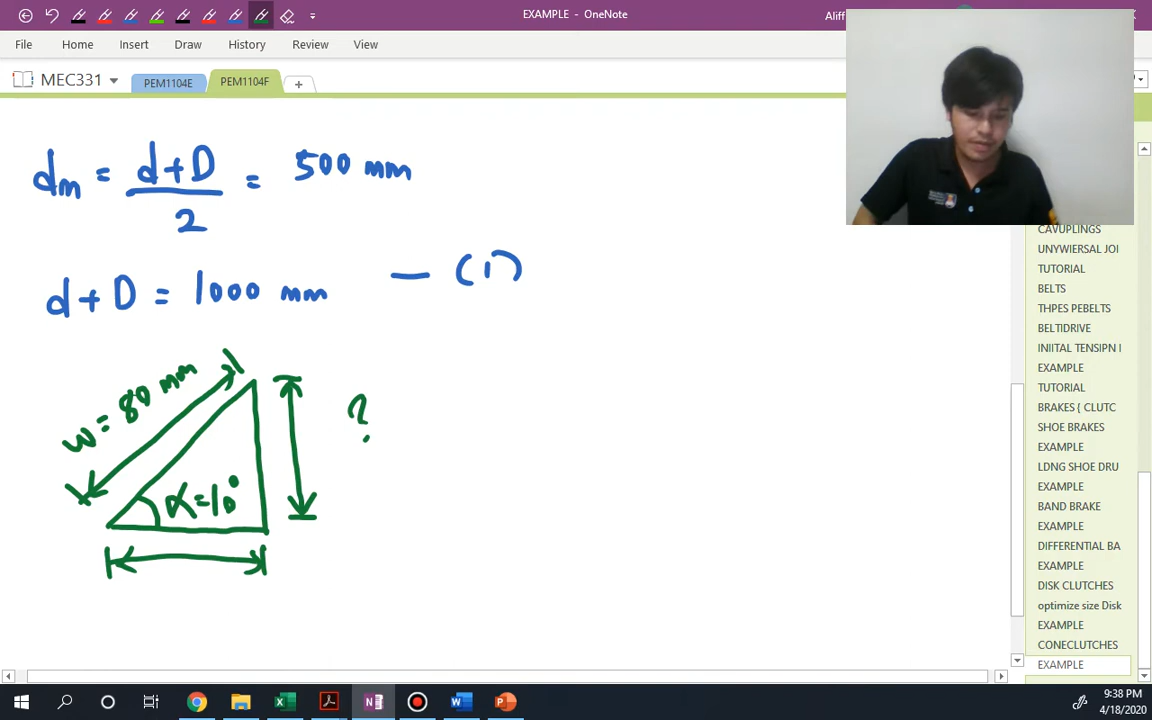 EXAMPLE - OneNote
Aliff
File Home Insert Draw History Review View
MEC331
PEM1104E
PEM1104F
+
dm = d+D/2 = 500 mm
d+D = 1000 mm — (1)
w = 80 mm
?
α=10°
CAVUPLINGS
UNYWIERSAL JOI
TUTORIAL
BELTS
THPES PEBELTS
BELTIDRIVE
INIITAL TENSIPN I
EXAMPLE
TUTORIAL
BRAKES { CLUTC
SHOE BRAKES
EXAMPLE
LDNG SHOE DRU
EXAMPLE
BAND BRAKE
EXAMPLE
DIFFERENTIAL BA
EXAMPLE
DISK CLUTCHES
optimize size Disk
EXAMPLE
CONECLUTCHES
EXAMPLE
9:38 PM
4/18/2020